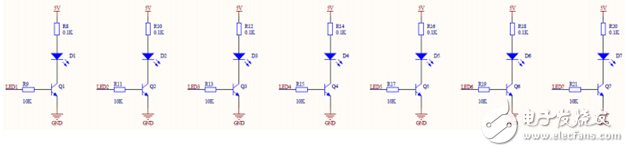 5V 5V 5V 5V 5V 5V 5V
R8 R10 R12 R14 R16 R18 R20
0.1K 0.1K 0.1K 0.1K 0.1K 0.1K 0.1K
D1 D2 D3 D4 D5 D6 D7
LED1 R9 Q1 LED2 R11 Q2 LED3 R13 Q3 LED4 R15 Q4 LED5 R17 Q5 LED6 R19 Q6 LED7 R21 Q7
10K 10K 10K 10K 10K 10K 10K
GND GND GND GND GND GND
电子发烧友
www.elecfans.com